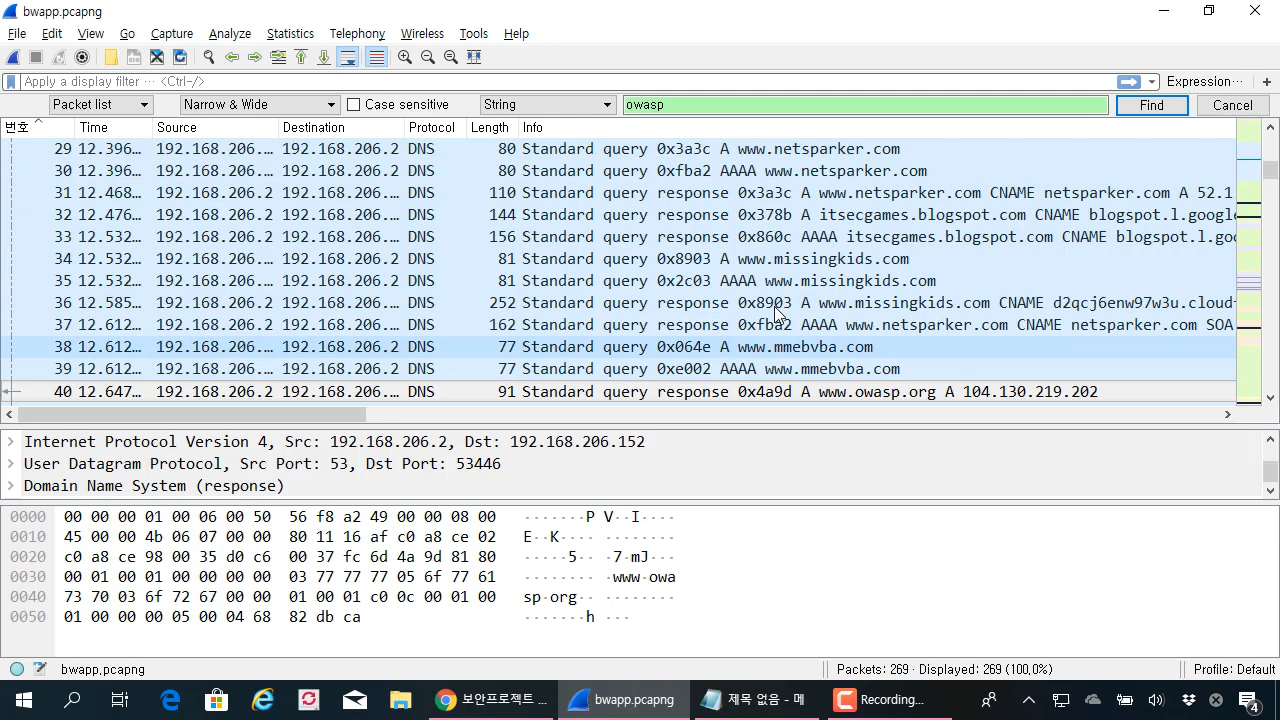 bwapp.pcapng
File Edit View Go Capture Analyze Statistics Telephony Wireless Tools Help
Apply a display filter ··· <Ctrl-/> Expression···
Packet list Narrow & Wide Case sensitive String owasp Find Cancel
번호 Time Source Destination Protocol Length Info
29 12.396… 192.168.206.… 192.168.206.2 DNS 80 Standard query 0x3a3c A www.netsparker.com
30 12.396… 192.168.206.… 192.168.206.2 DNS 80 Standard query 0xfba2 AAAA www.netsparker.com
31 12.468… 192.168.206.2 192.168.206.… DNS 110 Standard query response 0x3a3c A www.netsparker.com CNAME netsparker.com A 52.1
32 12.476… 192.168.206.2 192.168.206.… DNS 144 Standard query response 0x378b A itsecgames.blogspot.com CNAME blogspot.l.google
33 12.532… 192.168.206.2 192.168.206.… DNS 156 Standard query response 0x860c AAAA itsecgames.blogspot.com CNAME blogspot.l.goo
34 12.532… 192.168.206.… 192.168.206.2 DNS 81 Standard query 0x8903 A www.missingkids.com
35 12.532… 192.168.206.… 192.168.206.2 DNS 81 Standard query 0x2c03 AAAA www.missingkids.com
36 12.585… 192.168.206.2 192.168.206.… DNS 252 Standard query response 0x8903 A www.missingkids.com CNAME d2qcj6enw97w3u.cloud
37 12.612… 192.168.206.2 192.168.206.… DNS 162 Standard query response 0xfba2 AAAA www.netsparker.com CNAME netsparker.com SOA
38 12.612… 192.168.206.… 192.168.206.2 DNS 77 Standard query 0x064e A www.mmebvba.com
39 12.612… 192.168.206.… 192.168.206.2 DNS 77 Standard query 0xe002 AAAA www.mmebvba.com
40 12.647… 192.168.206.2 192.168.206.… DNS 91 Standard query response 0x4a9d A www.owasp.org A 104.130.219.202
Internet Protocol Version 4, Src: 192.168.206.2, Dst: 192.168.206.152
User Datagram Protocol, Src Port: 53, Dst Port: 53446
Domain Name System (response)
0000 00 00 00 01 00 06 00 50 56 f8 a2 49 00 00 08 00 ·······P V··I····
0010 45 00 00 4b 06 07 00 00 80 11 16 af c0 a8 ce 02 E··K···· ········
0020 c0 a8 ce 98 00 35 d0 c6 00 37 fc 6d 4a 9d 81 80 ·····5·· ·7·mJ···
0030 00 01 00 01 00 00 00 00 03 77 77 77 05 6f 77 61 ········ ·www·owa
0040 73 70 03 6f 72 67 00 00 01 00 01 c0 0c 00 01 00 sp·org·· ········
0050 01 00 00 00 05 00 04 68 82 db ca ·······h ···
bwapp.pcapng Packets: 269 · Displayed: 269 (100.0%) Profile: Default
보안프로젝트 ... bwapp.pcapng 제목 없음 - 메 Recording... 4